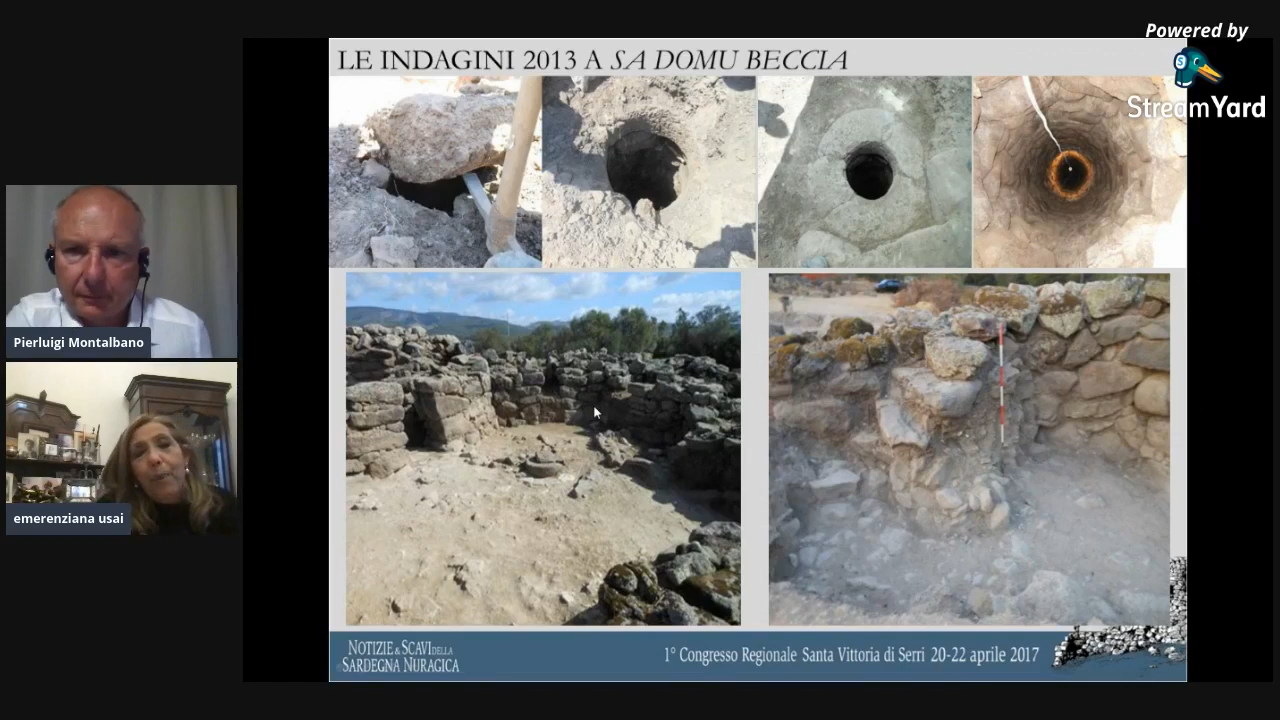 Powered by
StreamYard
LE INDAGINI 2013 A SA DOMU BECCIA
Pierluigi Montalbano
emerenziana usai
NOTIZIE & SCAVI DELLA
SARDEGNA NURAGICA
1° Congresso Regionale Santa Vittoria di Serri 20-22 aprile 2017